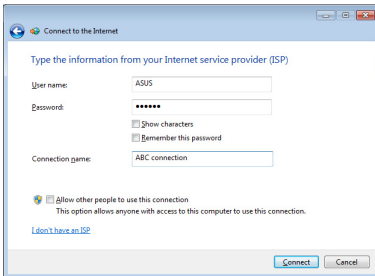 Connect to the Internet
Type the information from your Internet service provider (ISP)
User name: ASUS
Password: ••••••
Show characters
Remember this password
Connection name: ABC connection
Allow other people to use this connection
This option allows anyone with access to this computer to use this connection.
I don't have an ISP
Connect Cancel